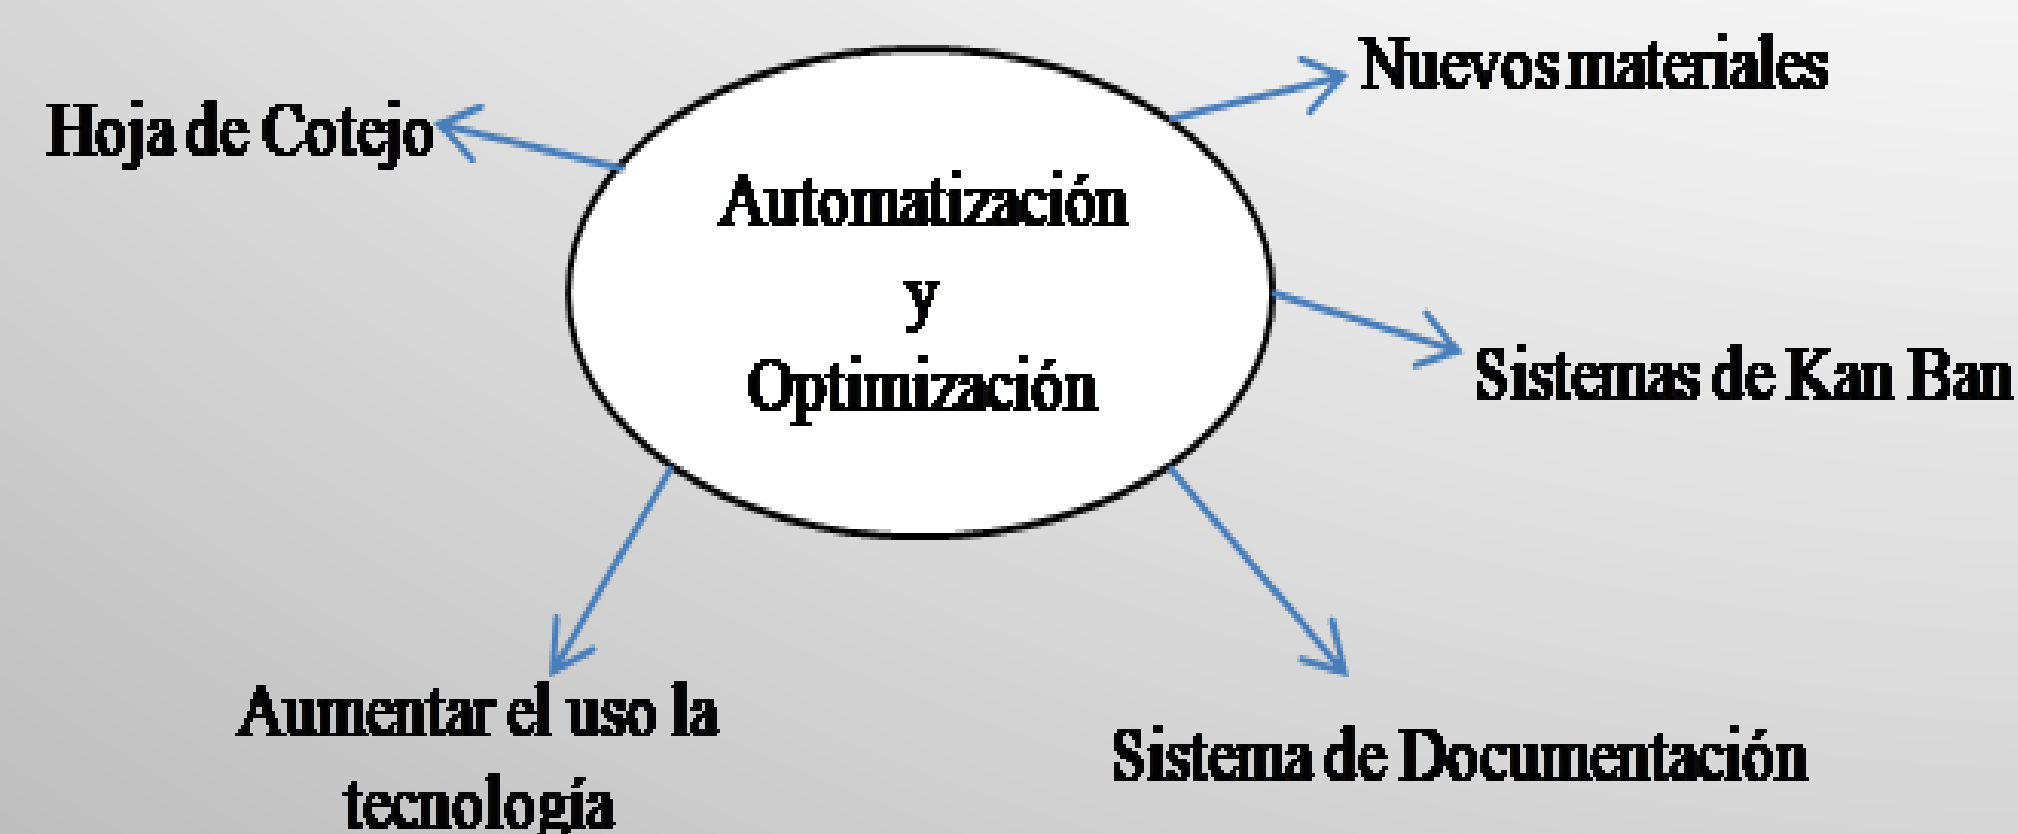 Nuevos materiales
Hoja de Cotejo
Automatización
y
Optimización
Sistemas de Kan Ban
Aumentar el uso la
tecnología
Sistema de Documentación